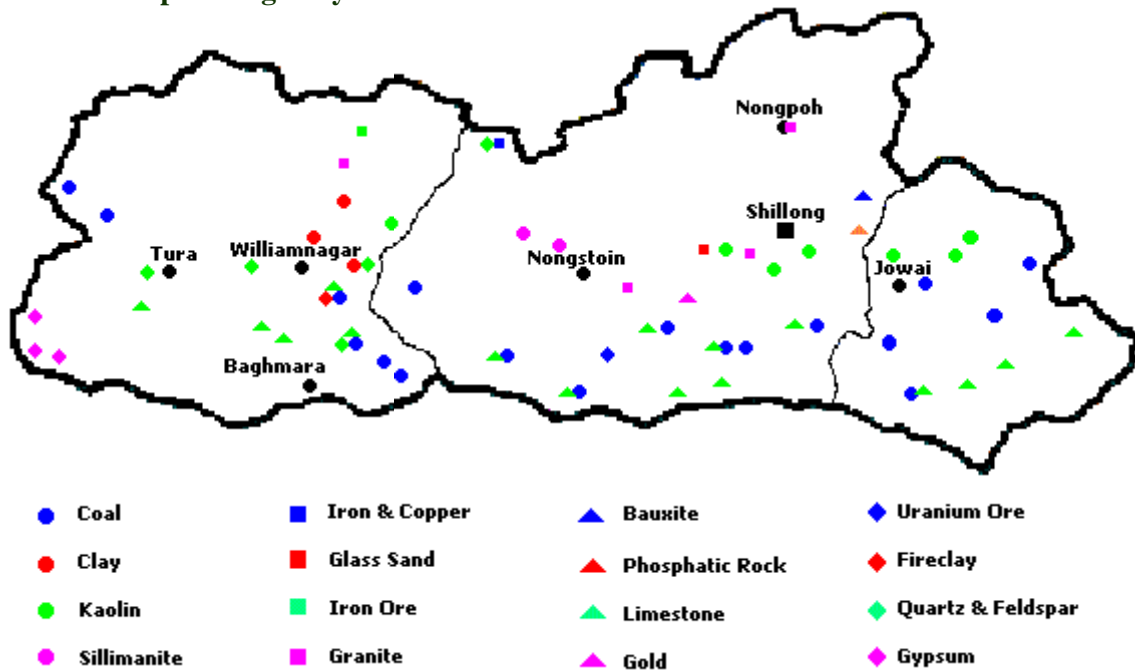 Nongpoh
Shillong
Tura
Williamnagar
Nongstoin
Jowai
Baghmara
Coal
Iron & Copper
Bauxite
Uranium Ore
Clay
Glass Sand
Phosphatic Rock
Fireclay
Kaolin
Iron Ore
Limestone
Quartz & Feldspar
Sillimanite
Granite
Gold
Gypsum